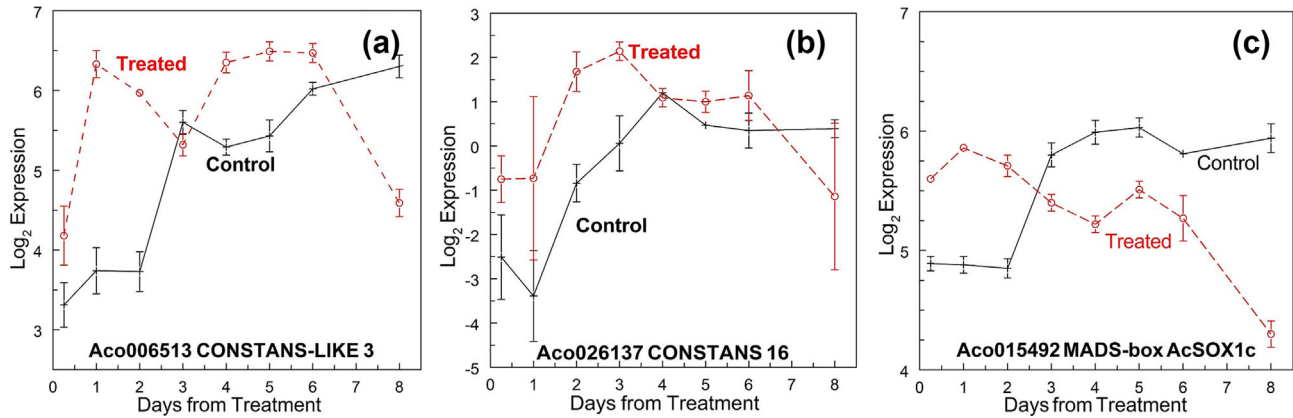 (a)
Treated
Control
Log2 Expression
7
6
5
4
3
Aco006513 CONSTANS-LIKE 3
0 1 2 3 4 5 6 7 8
Days from Treatment
(b)
Treated
Control
Log2 Expression
3
2
1
0
-1
-2
-3
-4
-5
Aco026137 CONSTANS 16
0 1 2 3 4 5 6 7 8
Days from Treatment
(c)
Control
Treated
Log2 Expression
7
6
5
4
Aco015492 MADS-box AcSOX1c
0 1 2 3 4 5 6 7 8
Days from Treatment